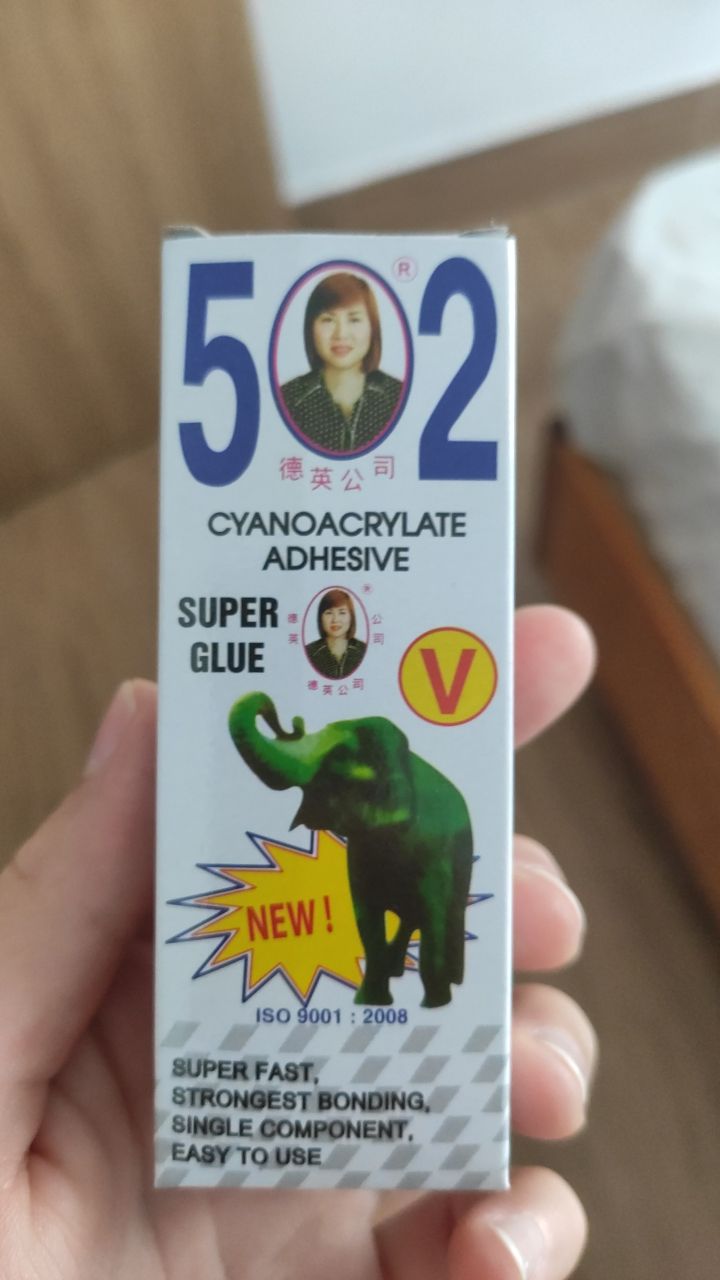 502 ®
德英公司
CYANOACRYLATE
ADHESIVE
SUPER
GLUE
德英
公司
德英公司
V
NEW!
ISO 9001 : 2008
SUPER FAST,
STRONGEST BONDING,
SINGLE COMPONENT,
EASY TO USE